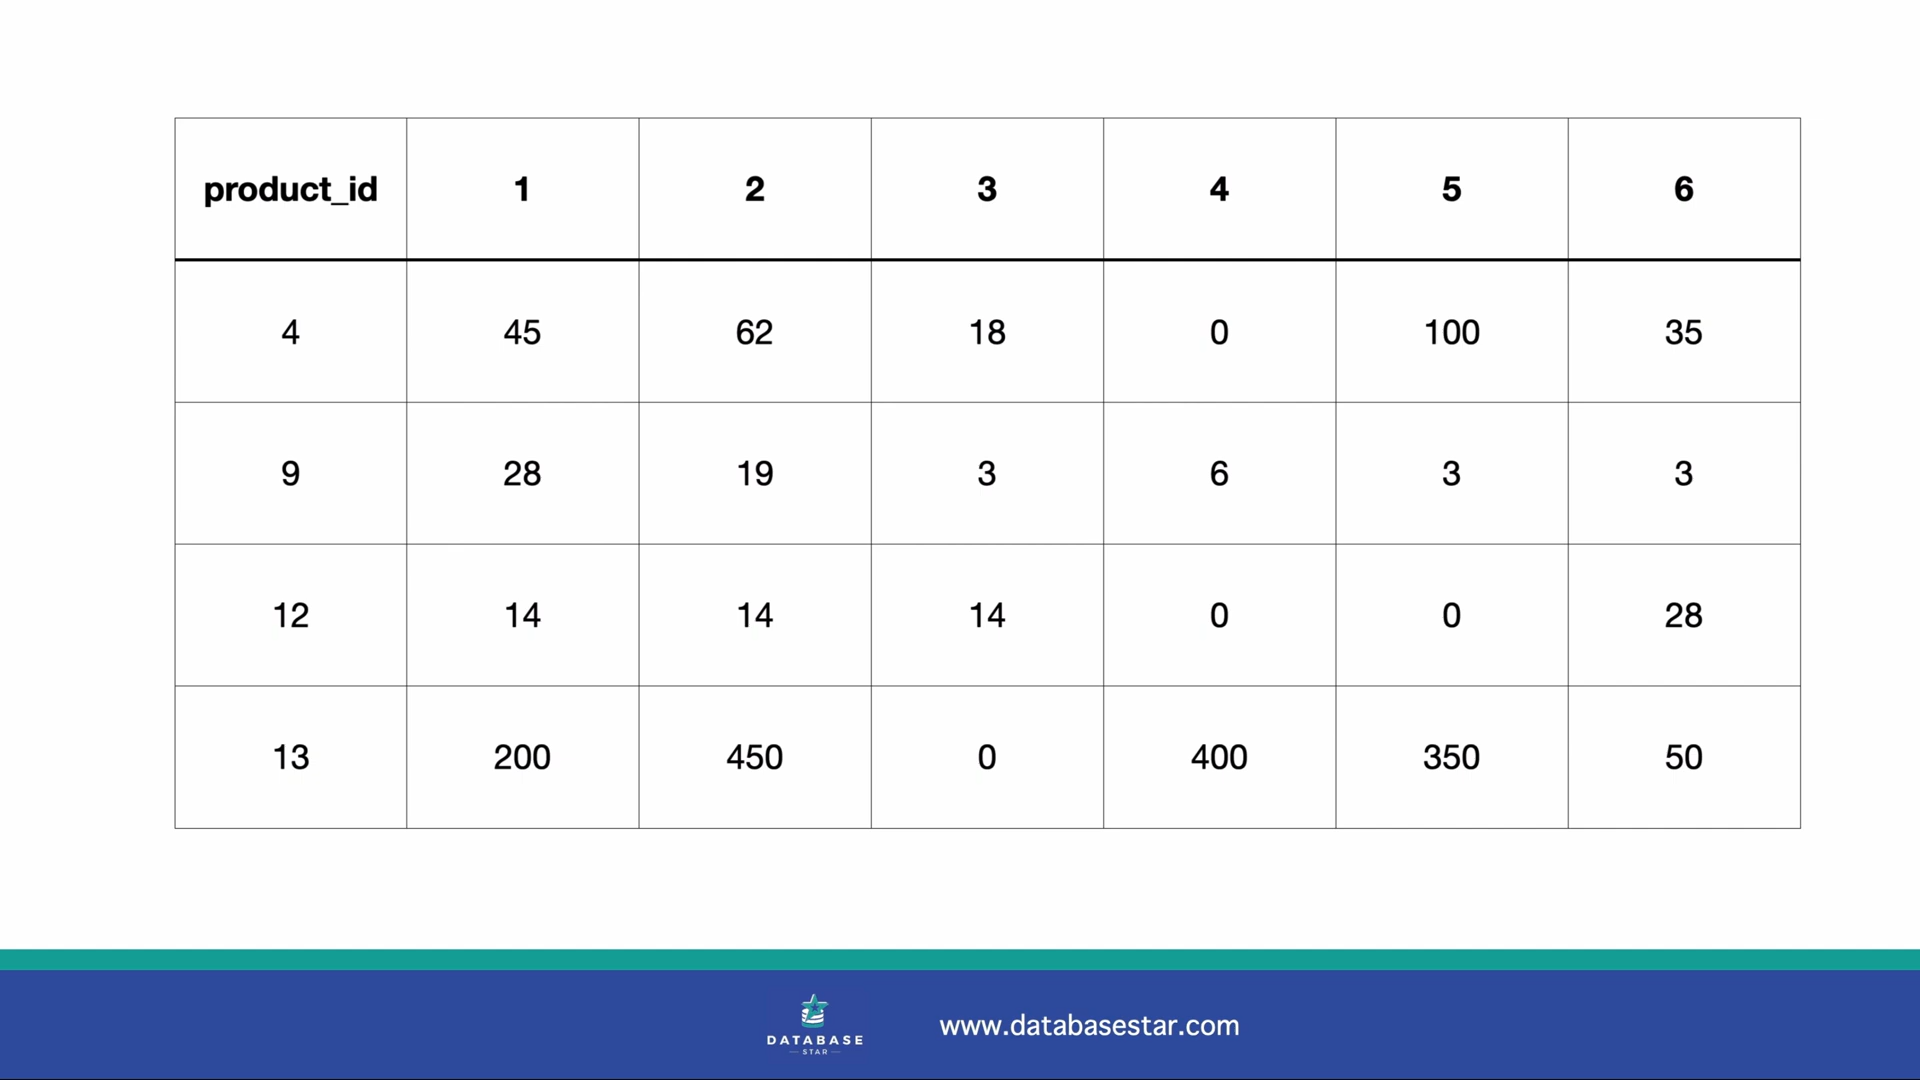 product_id 1 2 3 4 5 6
4 45 62 18 0 100 35
9 28 19 3 6 3 3
12 14 14 14 0 0 28
13 200 450 0 400 350 50
DATABASE
STAR
www.databasestar.com